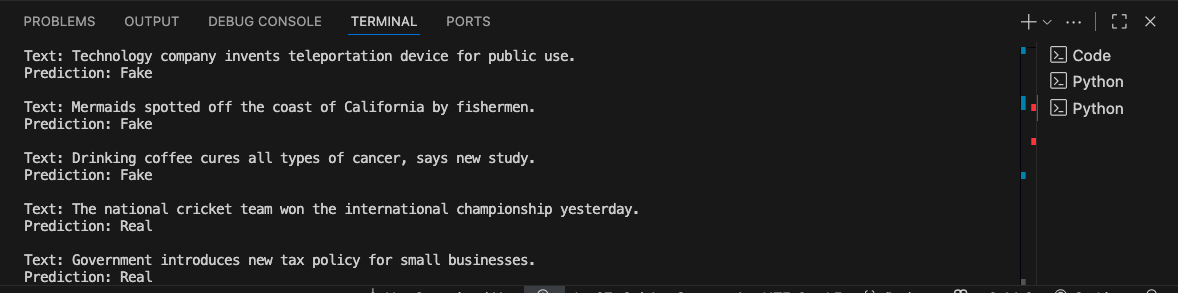 PROBLEMS OUTPUT DEBUG CONSOLE TERMINAL PORTS
Text: Technology company invents teleportation device for public use.
Prediction: Fake
Text: Mermaids spotted off the coast of California by fishermen.
Prediction: Fake
Text: Drinking coffee cures all types of cancer, says new study.
Prediction: Fake
Text: The national cricket team won the international championship yesterday.
Prediction: Real
Text: Government introduces new tax policy for small businesses.
Prediction: Real
Code
Python
Python